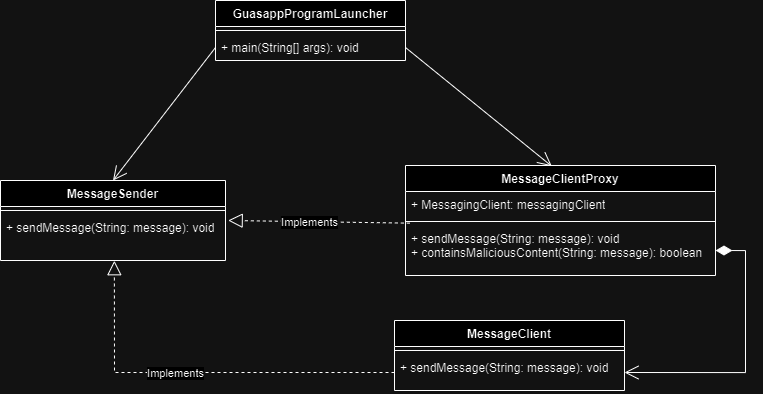 GuasappProgramLauncher
+ main(String[] args): void
MessageSender
+ sendMessage(String: message): void
Implements
MessageClientProxy
+ MessagingClient: messagingClient
+ sendMessage(String: message): void
+ containsMaliciousContent(String: message): boolean
MessageClient
+ sendMessage(String: message): void
Implements